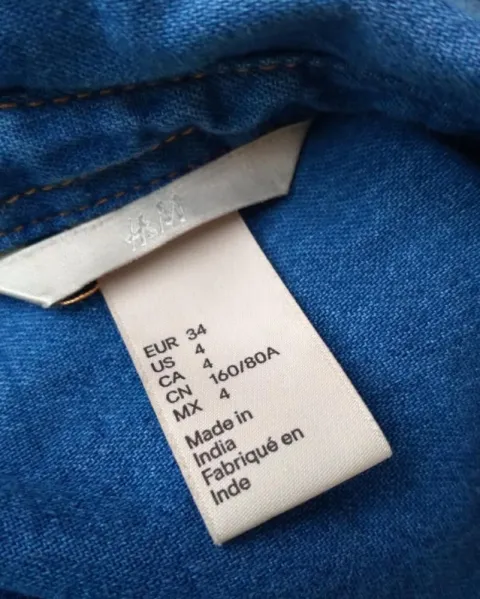 H&M
EUR 34
US 4
CA 4
CN 160/80A
MX 4
Made in
India
Fabriqué en
Inde